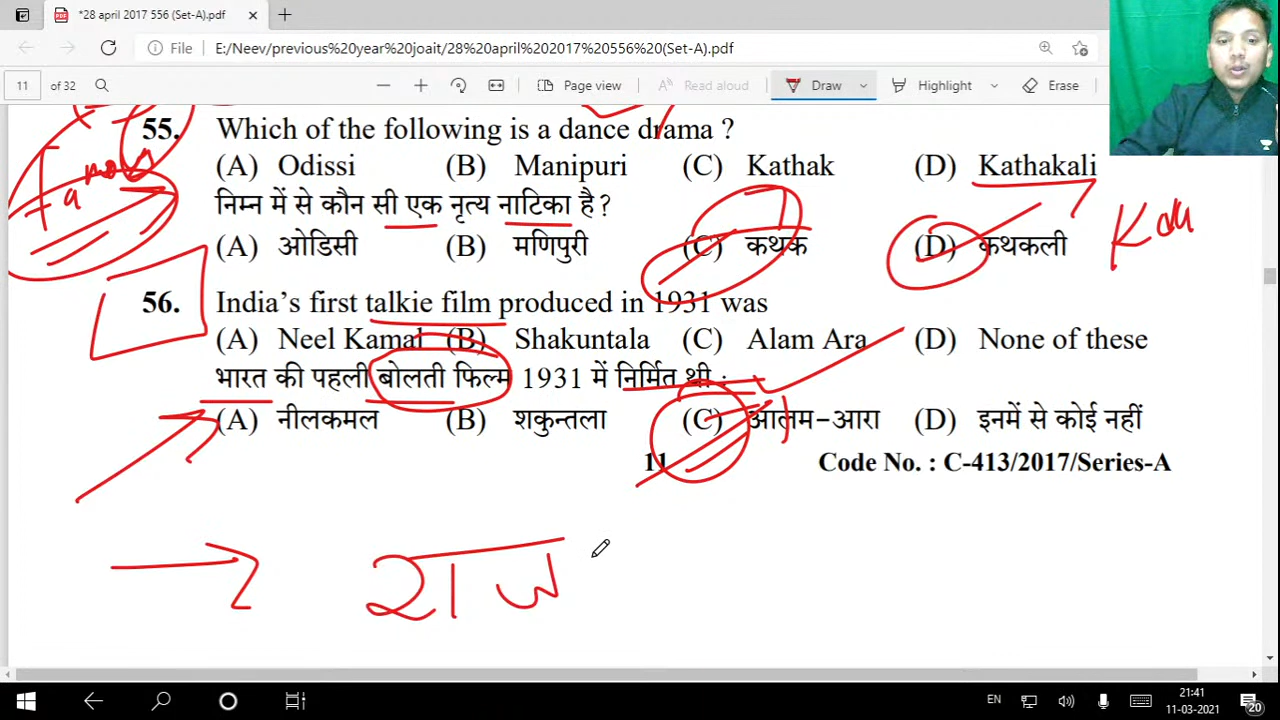 *28 april 2017 556 (Set-A).pdf
File E:/Neev/previous%20year%20joait/28%20april%202017%20556%20(Set-A).pdf
11 of 32 Page view Read aloud Draw Highlight Erase
55. Which of the following is a dance drama ?
(A) Odissi (B) Manipuri (C) Kathak (D) Kathakali
निम्न में से कौन सी एक नृत्य नाटिका है ?
(A) ओडिसी (B) मणिपुरी (C) कथक (D) कथकली
56. India's first talkie film produced in 1931 was
(A) Neel Kamal (B) Shakuntala (C) Alam Ara (D) None of these
भारत की पहली बोलती फिल्म 1931 में निर्मित थी :
(A) नीलकमल (B) शकुन्तला (C) आलम-आरा (D) इनमें से कोई नहीं
11 Code No. : C-413/2017/Series-A
EN 21:41
11-03-2021 20